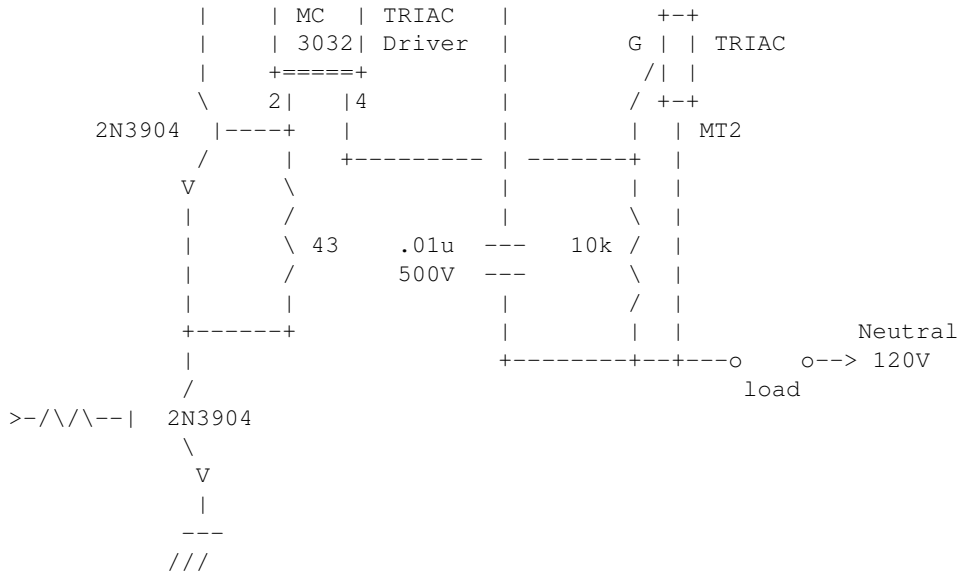 | | MC | TRIAC | +-+
| | 3032| Driver | G | | TRIAC
| +=====+ | /| |
\ 2| |4 | / +-+
2N3904 |----+ | | | | MT2
/ | +--------- | -------+ |
V \ | | |
| / | \ |
| \ 43 .01u --- 10k / |
| / 500V --- \ |
| | | / |
+------+ | | | Neutral
| +--------+--+---o o--> 120V
/ load
>-/\/\--| 2N3904
\
V
|
---
///